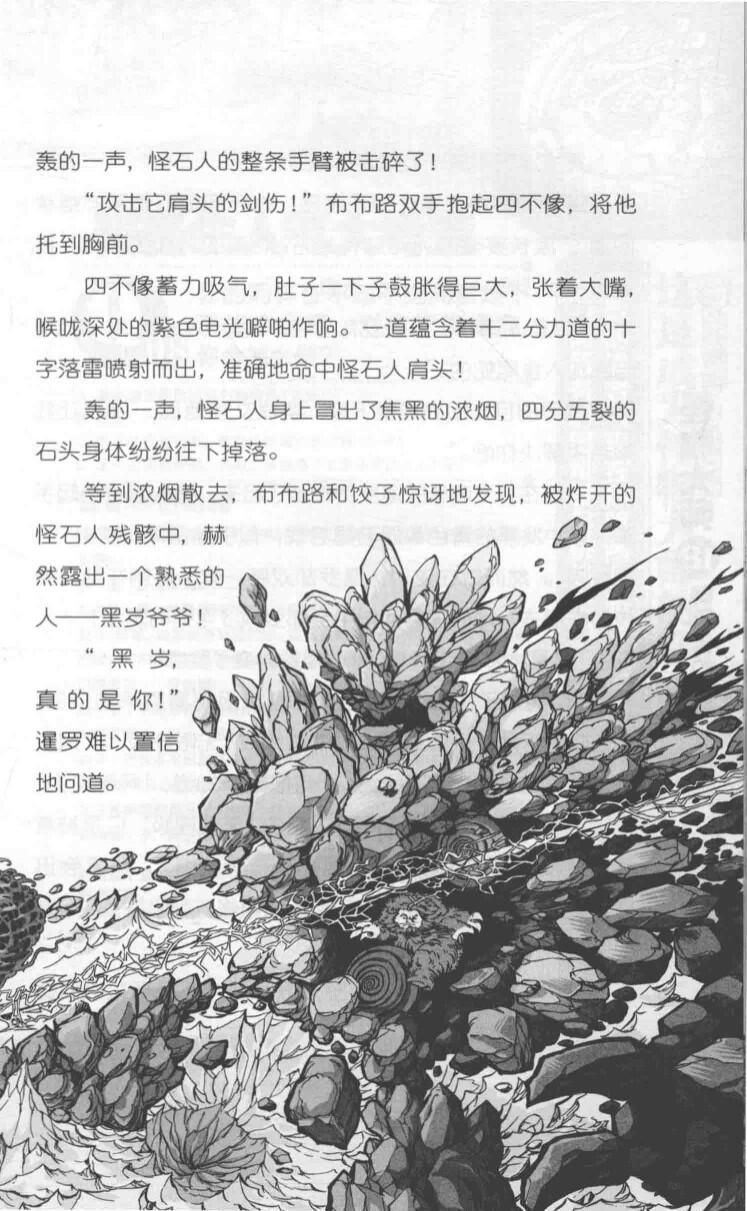 轰的一声，怪石人的整条手臂被击碎了！
“攻击它肩头的剑伤！”布布路双手抱起四不像，将他
托到胸前。
四不像蓄力吸气，肚子一下子鼓胀得巨大，张着大嘴，
喉咙深处的紫色电光噼啪作响。一道蕴含着十二分力道的十
字落雷喷射而出，准确地命中怪石人肩头！
轰的一声，怪石人身上冒出了焦黑的浓烟，四分五裂的
石头身体纷纷往下掉落。
等到浓烟散去，布布路和饺子惊讶地发现，被炸开的
怪石人残骸中，赫
然露出一个熟悉的
人——黑岁爷爷！
“黑岁，
真的是你！”
暹罗难以置信
地问道。